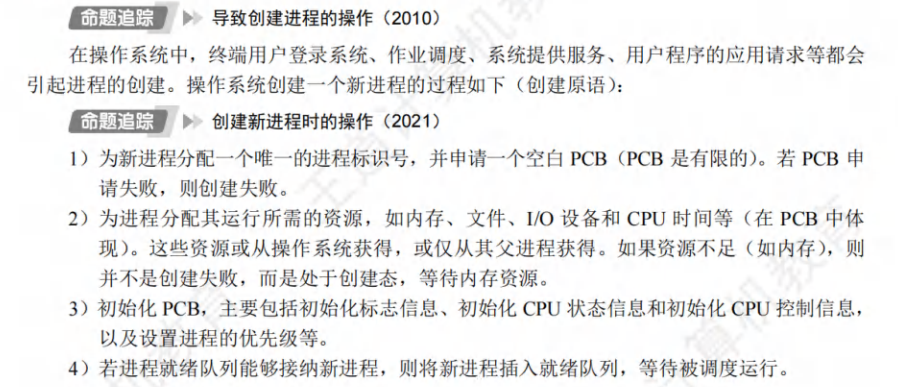 命题追踪 导致创建进程的操作（2010）
在操作系统中，终端用户登录系统、作业调度、系统提供服务、用户程序的应用请求等都会
引起进程的创建。操作系统创建一个新进程的过程如下（创建原语）：
命题追踪 创建新进程时的操作（2021）
1）为新进程分配一个唯一的进程标识号，并申请一个空白 PCB（PCB 是有限的）。若 PCB 申
请失败，则创建失败。
2）为进程分配其运行所需的资源，如内存、文件、I/O 设备和 CPU 时间等（在 PCB 中体
现）。这些资源或从操作系统获得，或仅从其父进程获得。如果资源不足（如内存），则
并不是创建失败，而是处于创建态，等待内存资源。
3）初始化 PCB，主要包括初始化标志信息、初始化 CPU 状态信息和初始化 CPU 控制信息，
以及设置进程的优先级等。
4）若进程就绪队列能够接纳新进程，则将新进程插入就绪队列，等待被调度运行。